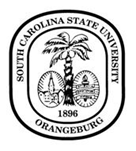 SOUTH CAROLINA STATE UNIVERSITY
1896
ORANGEBURG